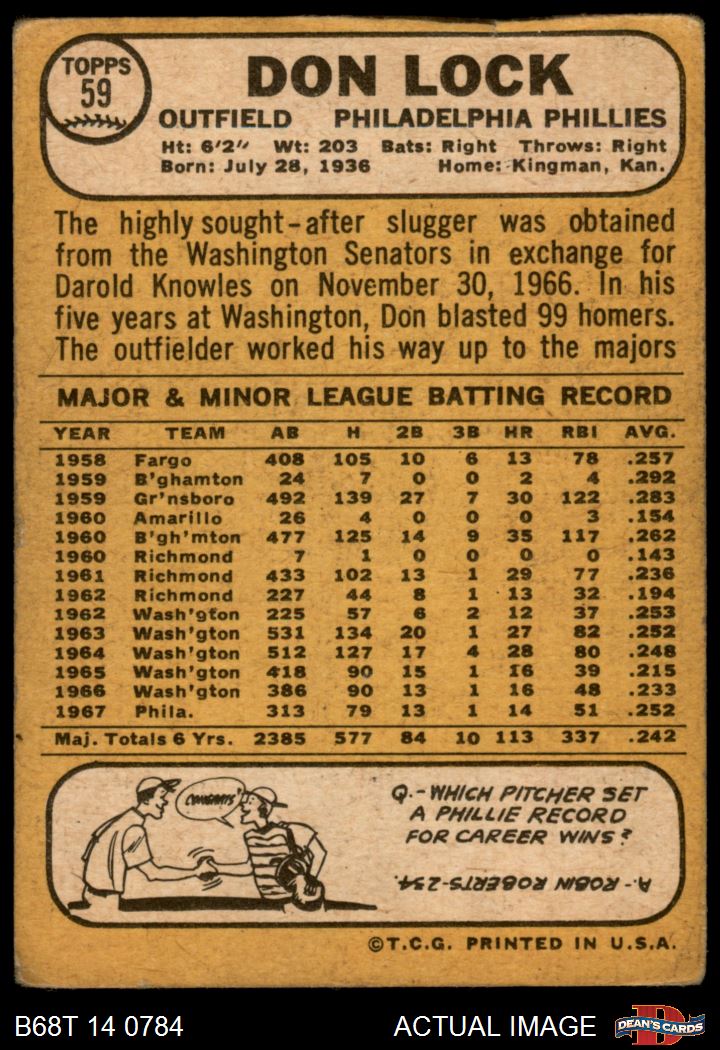 TOPPS
59
DON LOCK
OUTFIELD PHILADELPHIA PHILLIES
Ht: 6'2" Wt: 203 Bats: Right Throws: Right
Born: July 28, 1936 Home: Kingman, Kan.
The highly sought-after slugger was obtained
from the Washington Senators in exchange for
Darold Knowles on November 30, 1966. In his
five years at Washington, Don blasted 99 homers.
The outfielder worked his way up to the majors
MAJOR & MINOR LEAGUE BATTING RECORD
YEAR TEAM AB H 2B 3B HR RBI AVG.
1958 Fargo 408 105 10 6 13 78 .257
1959 B'ghamton 24 7 0 0 2 4 .292
1959 Gr'nsboro 492 139 27 7 30 122 .283
1960 Amarillo 26 4 0 0 0 3 .154
1960 B'gh'mton 477 125 14 9 35 117 .262
1960 Richmond 7 1 0 0 0 0 .143
1961 Richmond 433 102 13 1 29 77 .236
1962 Richmond 227 44 8 1 13 32 .194
1962 Wash'gton 225 57 6 2 12 37 .253
1963 Wash'gton 531 134 20 1 27 82 .252
1964 Wash'gton 512 127 17 4 28 80 .248
1965 Wash'gton 418 90 15 1 16 39 .215
1966 Wash'gton 386 90 13 1 16 48 .233
1967 Phila. 313 79 13 1 14 51 .252
Maj. Totals 6 Yrs. 2385 577 84 10 113 337 .242
CONGRATS!
Q.-WHICH PITCHER SET
A PHILLIE RECORD
FOR CAREER WINS?
A.-ROBIN ROBERTS-234.
©T.C.G. PRINTED IN U.S.A.
B68T 14 0784 ACTUAL IMAGE
D
DEAN'S CARDS